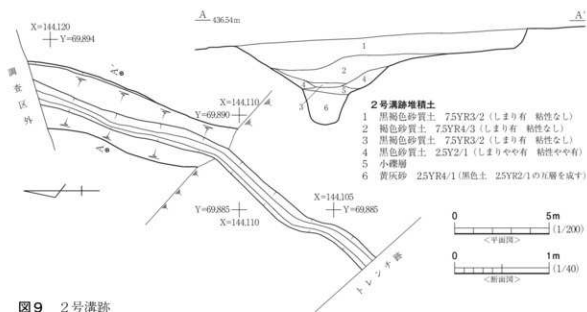 A
436.54m
A′
1
2
3
4
4
5
6
X=144,120
Y=69,894
調査区外
A′
A
X=144,110
Y=69,890
Y=69,885
X=144,110
X=144,105
Y=69,885
トレンチ跡
2号溝跡堆積土
1 黒褐色砂質土 7.5YR3/2(しまり有 粘性なし)
2 褐色砂質土 7.5YR4/3(しまり有 粘性なし)
3 黒褐色砂質土 7.5YR3/2(しまり有 粘性なし)
4 黒色砂質土 2.5Y2/1(しまりやや有 粘性やや有)
5 小礫層
6 黄灰砂 2.5YR4/1(黒色土 2.5YR2/1の互層を成す)
0 5m
(1/200)
<平面図>
0 1m
(1/40)
<断面図>
図9 2号溝跡